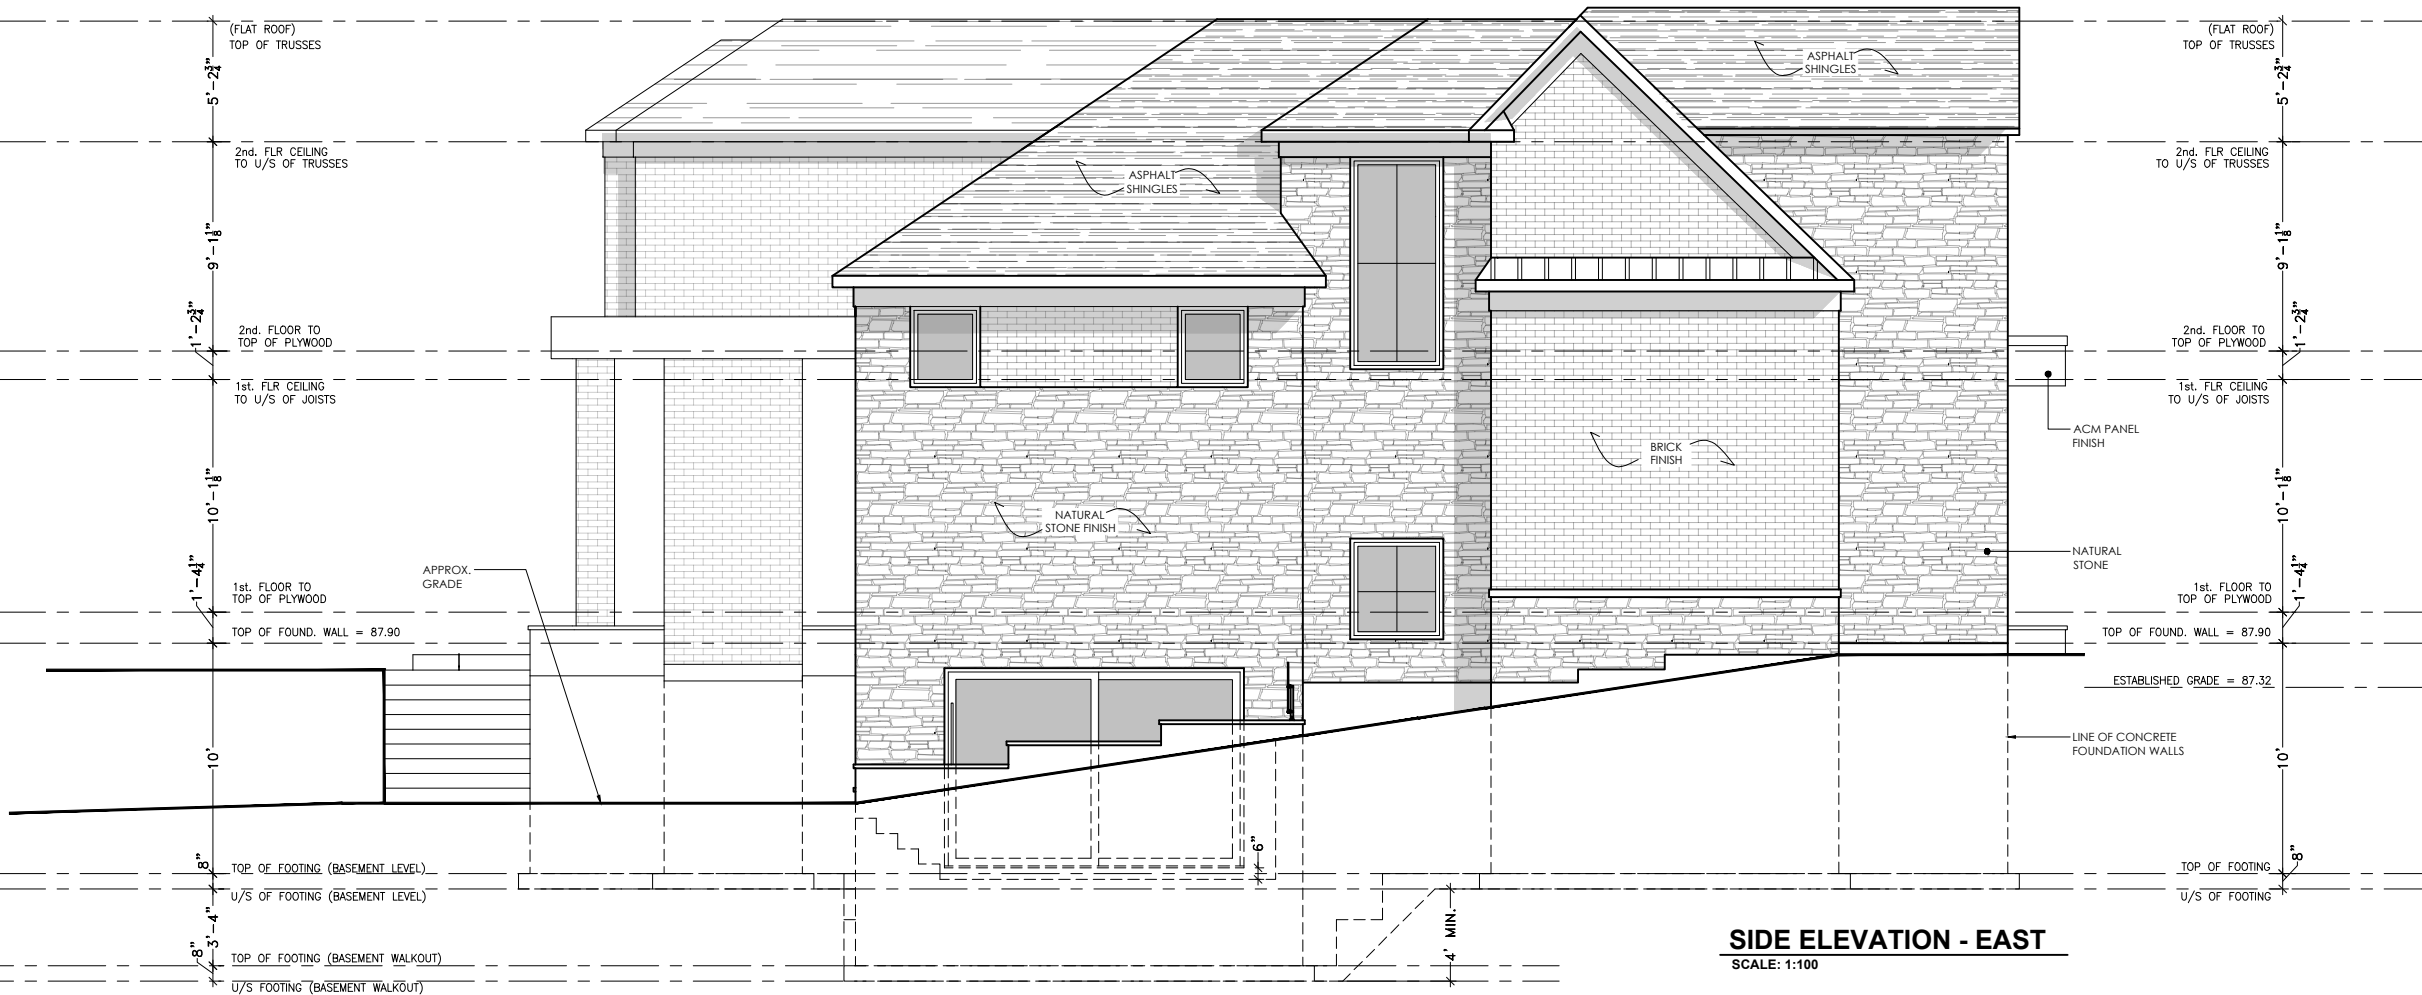 (FLAT ROOF)
TOP OF TRUSSES
5'-2¾"
2nd. FLR CEILING
TO U/S OF TRUSSES
9'-1⅛"
1'-2¾"
2nd. FLOOR TO
TOP OF PLYWOOD
1st. FLR CEILING
TO U/S OF JOISTS
10'-1⅛"
1'-4¼"
1st. FLOOR TO
TOP OF PLYWOOD
TOP OF FOUND. WALL = 87.90
10'
8"
TOP OF FOOTING (BASEMENT LEVEL)
U/S OF FOOTING (BASEMENT LEVEL)
3'-4"
8"
TOP OF FOOTING (BASEMENT WALKOUT)
U/S FOOTING (BASEMENT WALKOUT)
APPROX.
GRADE
ASPHALT
SHINGLES
NATURAL
STONE FINISH
ASPHALT
SHINGLES
BRICK
FINISH
6"
4' MIN.
(FLAT ROOF)
TOP OF TRUSSES
5'-2¾"
2nd. FLR CEILING
TO U/S OF TRUSSES
9'-1⅛"
1'-2¾"
2nd. FLOOR TO
TOP OF PLYWOOD
1st. FLR CEILING
TO U/S OF JOISTS
ACM PANEL
FINISH
10'-1⅛"
NATURAL
STONE
1'-4¼"
1st. FLOOR TO
TOP OF PLYWOOD
TOP OF FOUND. WALL = 87.90
ESTABLISHED GRADE = 87.32
LINE OF CONCRETE
FOUNDATION WALLS
10'
8"
TOP OF FOOTING
U/S OF FOOTING
SIDE ELEVATION - EAST
SCALE: 1:100